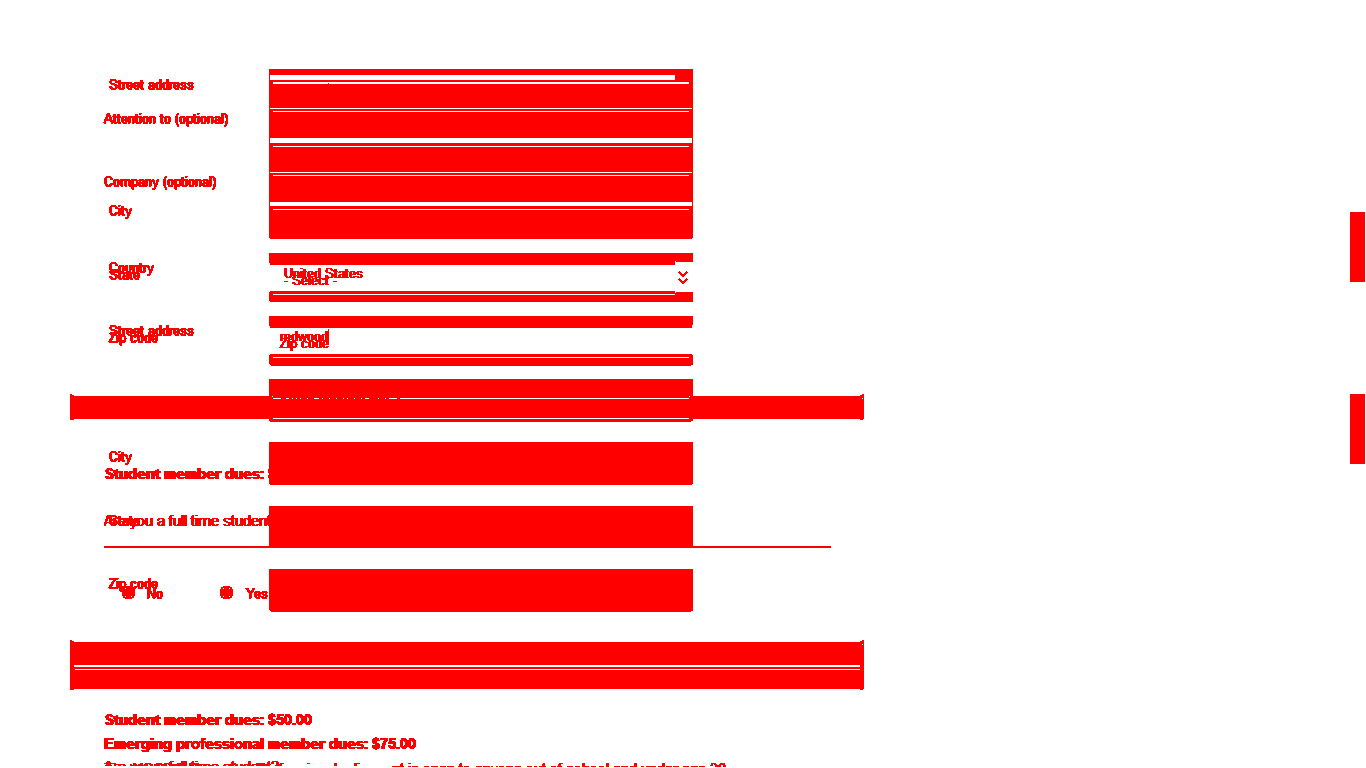 Street address
Attention to (optional)
Company (optional)
City
Country
State
United States
- Select -
Street address
Zip code
redwood
Zip code
City
Student member dues:
you a full time student
Zip code
No
Yes
Student member dues: $50.00
Emerging professional member dues: $75.00